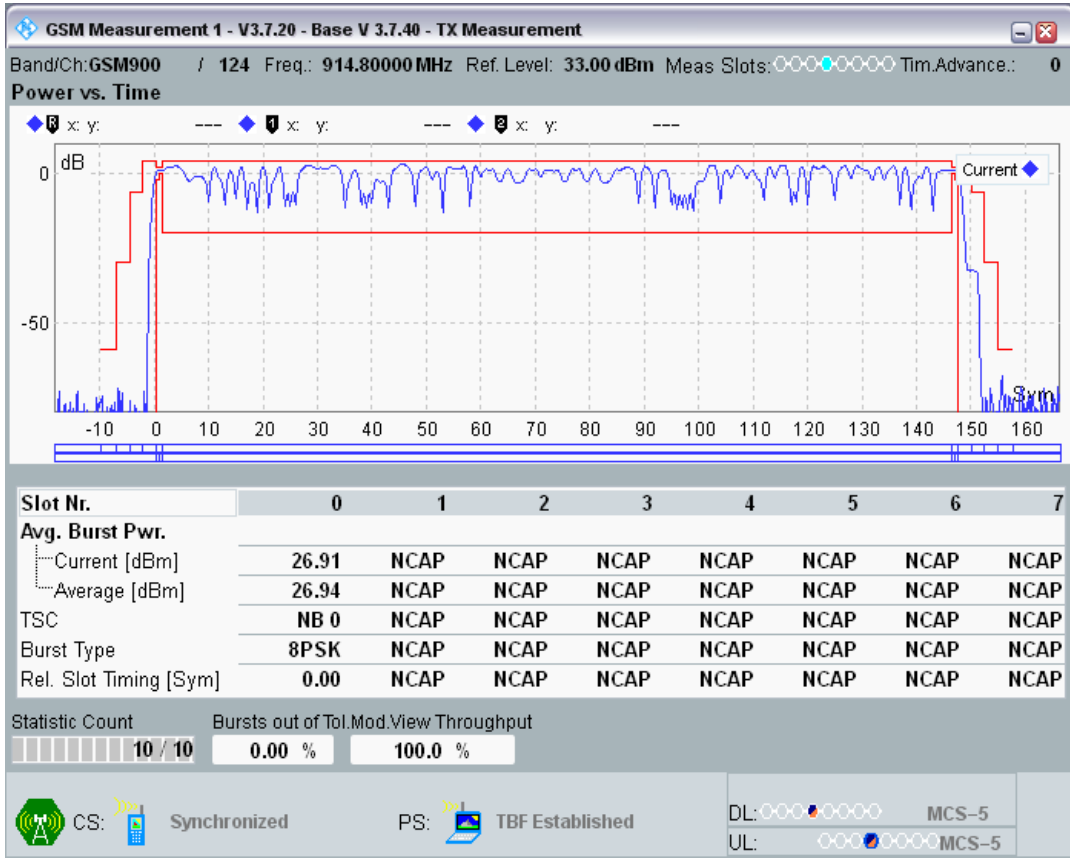 GSM Measurement 1 - V3.7.20 - Base V 3.7.40 - TX Measurement
Band/Ch:GSM900 / 124 Freq.: 914.80000 MHz Ref. Level: 33.00 dBm Meas Slots: Tim.Advance.: 0
Power vs. Time
R x: y: --- 1 x: y: --- 2 x: y: ---
dB
Current
0
-50
Sym
-10 0 10 20 30 40 50 60 70 80 90 100 110 120 130 140 150 160
Slot Nr. 0 1 2 3 4 5 6 7
Avg. Burst Pwr.
Current [dBm] 26.91 NCAP NCAP NCAP NCAP NCAP NCAP NCAP
Average [dBm] 26.94 NCAP NCAP NCAP NCAP NCAP NCAP NCAP
TSC NB 0 NCAP NCAP NCAP NCAP NCAP NCAP NCAP
Burst Type 8PSK NCAP NCAP NCAP NCAP NCAP NCAP NCAP
Rel. Slot Timing [Sym] 0.00 NCAP NCAP NCAP NCAP NCAP NCAP NCAP
Statistic Count Bursts out of Tol.Mod.View Throughput
10 / 10 0.00 % 100.0 %
CS: Synchronized PS: TBF Established
DL: MCS-5
UL: MCS-5